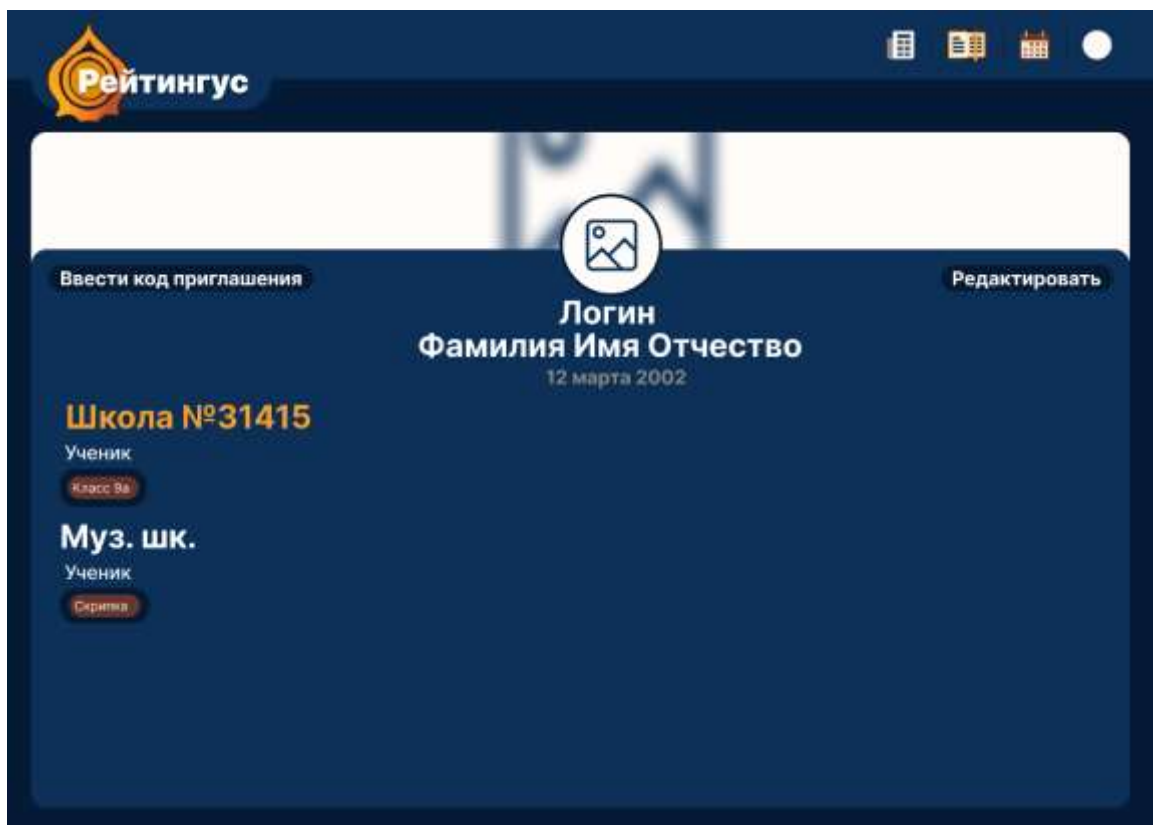 Рейтингус
Ввести код приглашения
Редактировать
Логин
Фамилия Имя Отчество
12 марта 2002
Школа №31415
Ученик
Класс 9а
Муз. шк.
Ученик
Скрипка